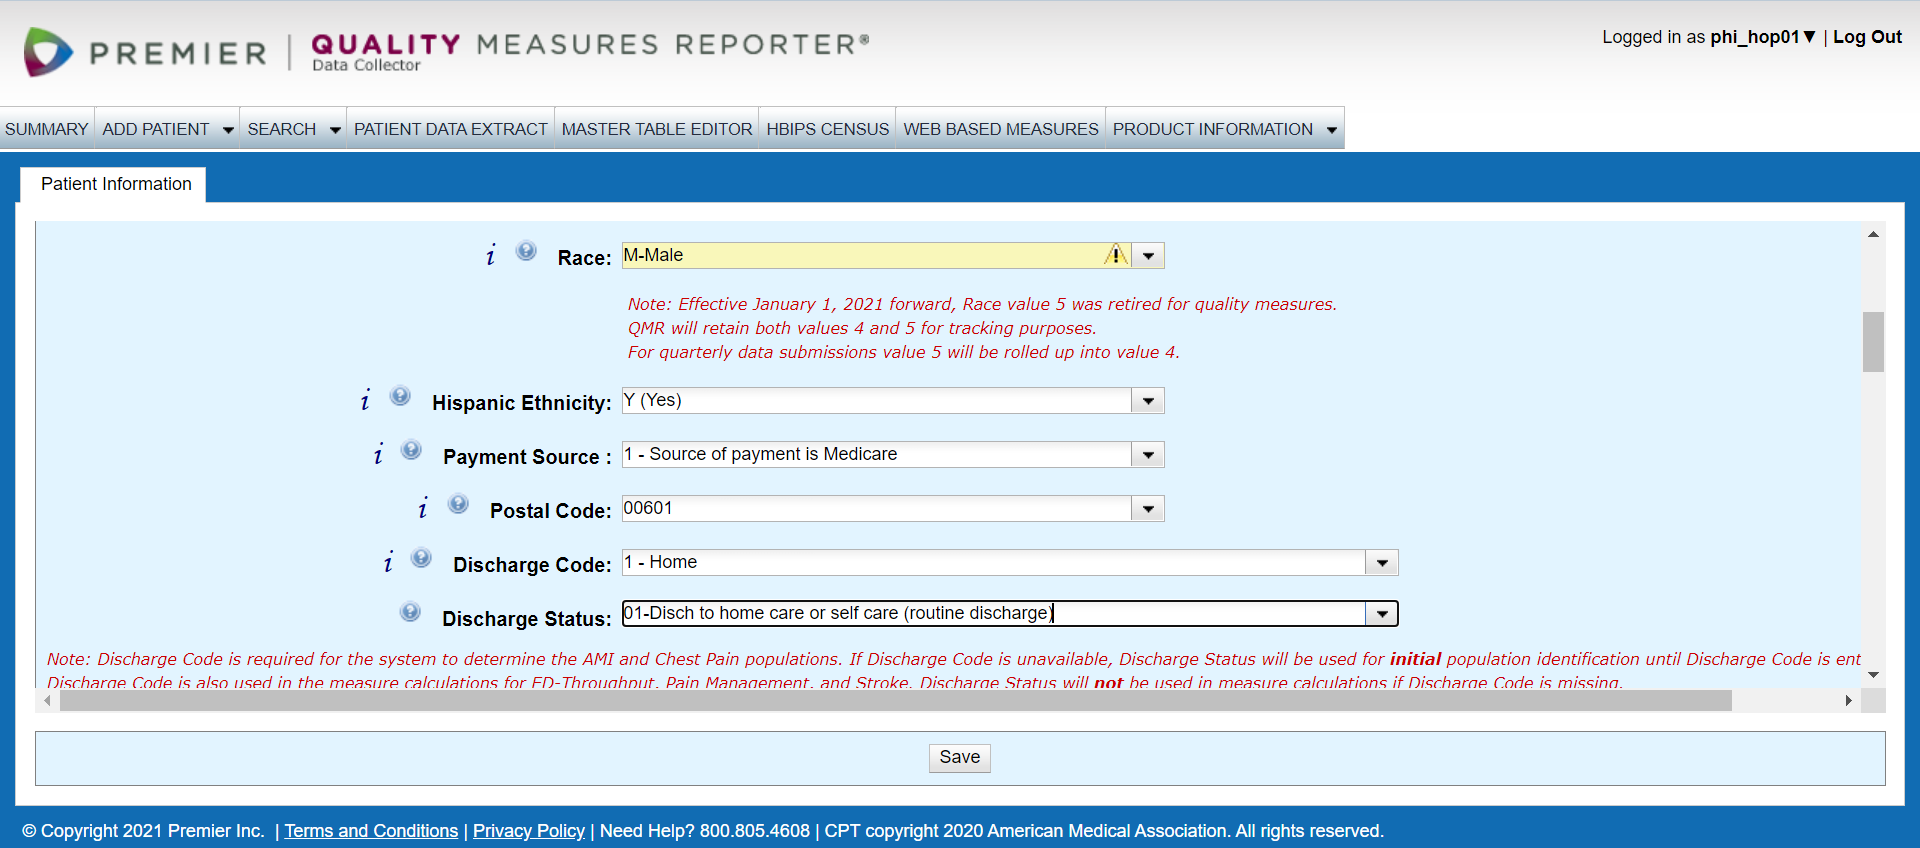 PREMIER | QUALITY MEASURES REPORTER®
Data Collector
Logged in as phi_hop01▼ | Log Out
SUMMARY ADD PATIENT SEARCH PATIENT DATA EXTRACT MASTER TABLE EDITOR HBIPS CENSUS WEB BASED MEASURES PRODUCT INFORMATION
Patient Information
i ? Race: M-Male
Note: Effective January 1, 2021 forward, Race value 5 was retired for quality measures.
QMR will retain both values 4 and 5 for tracking purposes.
For quarterly data submissions value 5 will be rolled up into value 4.
i ? Hispanic Ethnicity: Y (Yes)
i ? Payment Source : 1 - Source of payment is Medicare
i ? Postal Code: 00601
i ? Discharge Code: 1 - Home
? Discharge Status: 01-Disch to home care or self care (routine discharge)
Note: Discharge Code is required for the system to determine the AMI and Chest Pain populations. If Discharge Code is unavailable, Discharge Status will be used for initial population identification until Discharge Code is ent
Discharge Code is also used in the measure calculations for ED-Throughput, Pain Management, and Stroke. Discharge Status will not be used in measure calculations if Discharge Code is missing.
Save
© Copyright 2021 Premier Inc. | Terms and Conditions | Privacy Policy | Need Help? 800.805.4608 | CPT copyright 2020 American Medical Association. All rights reserved.